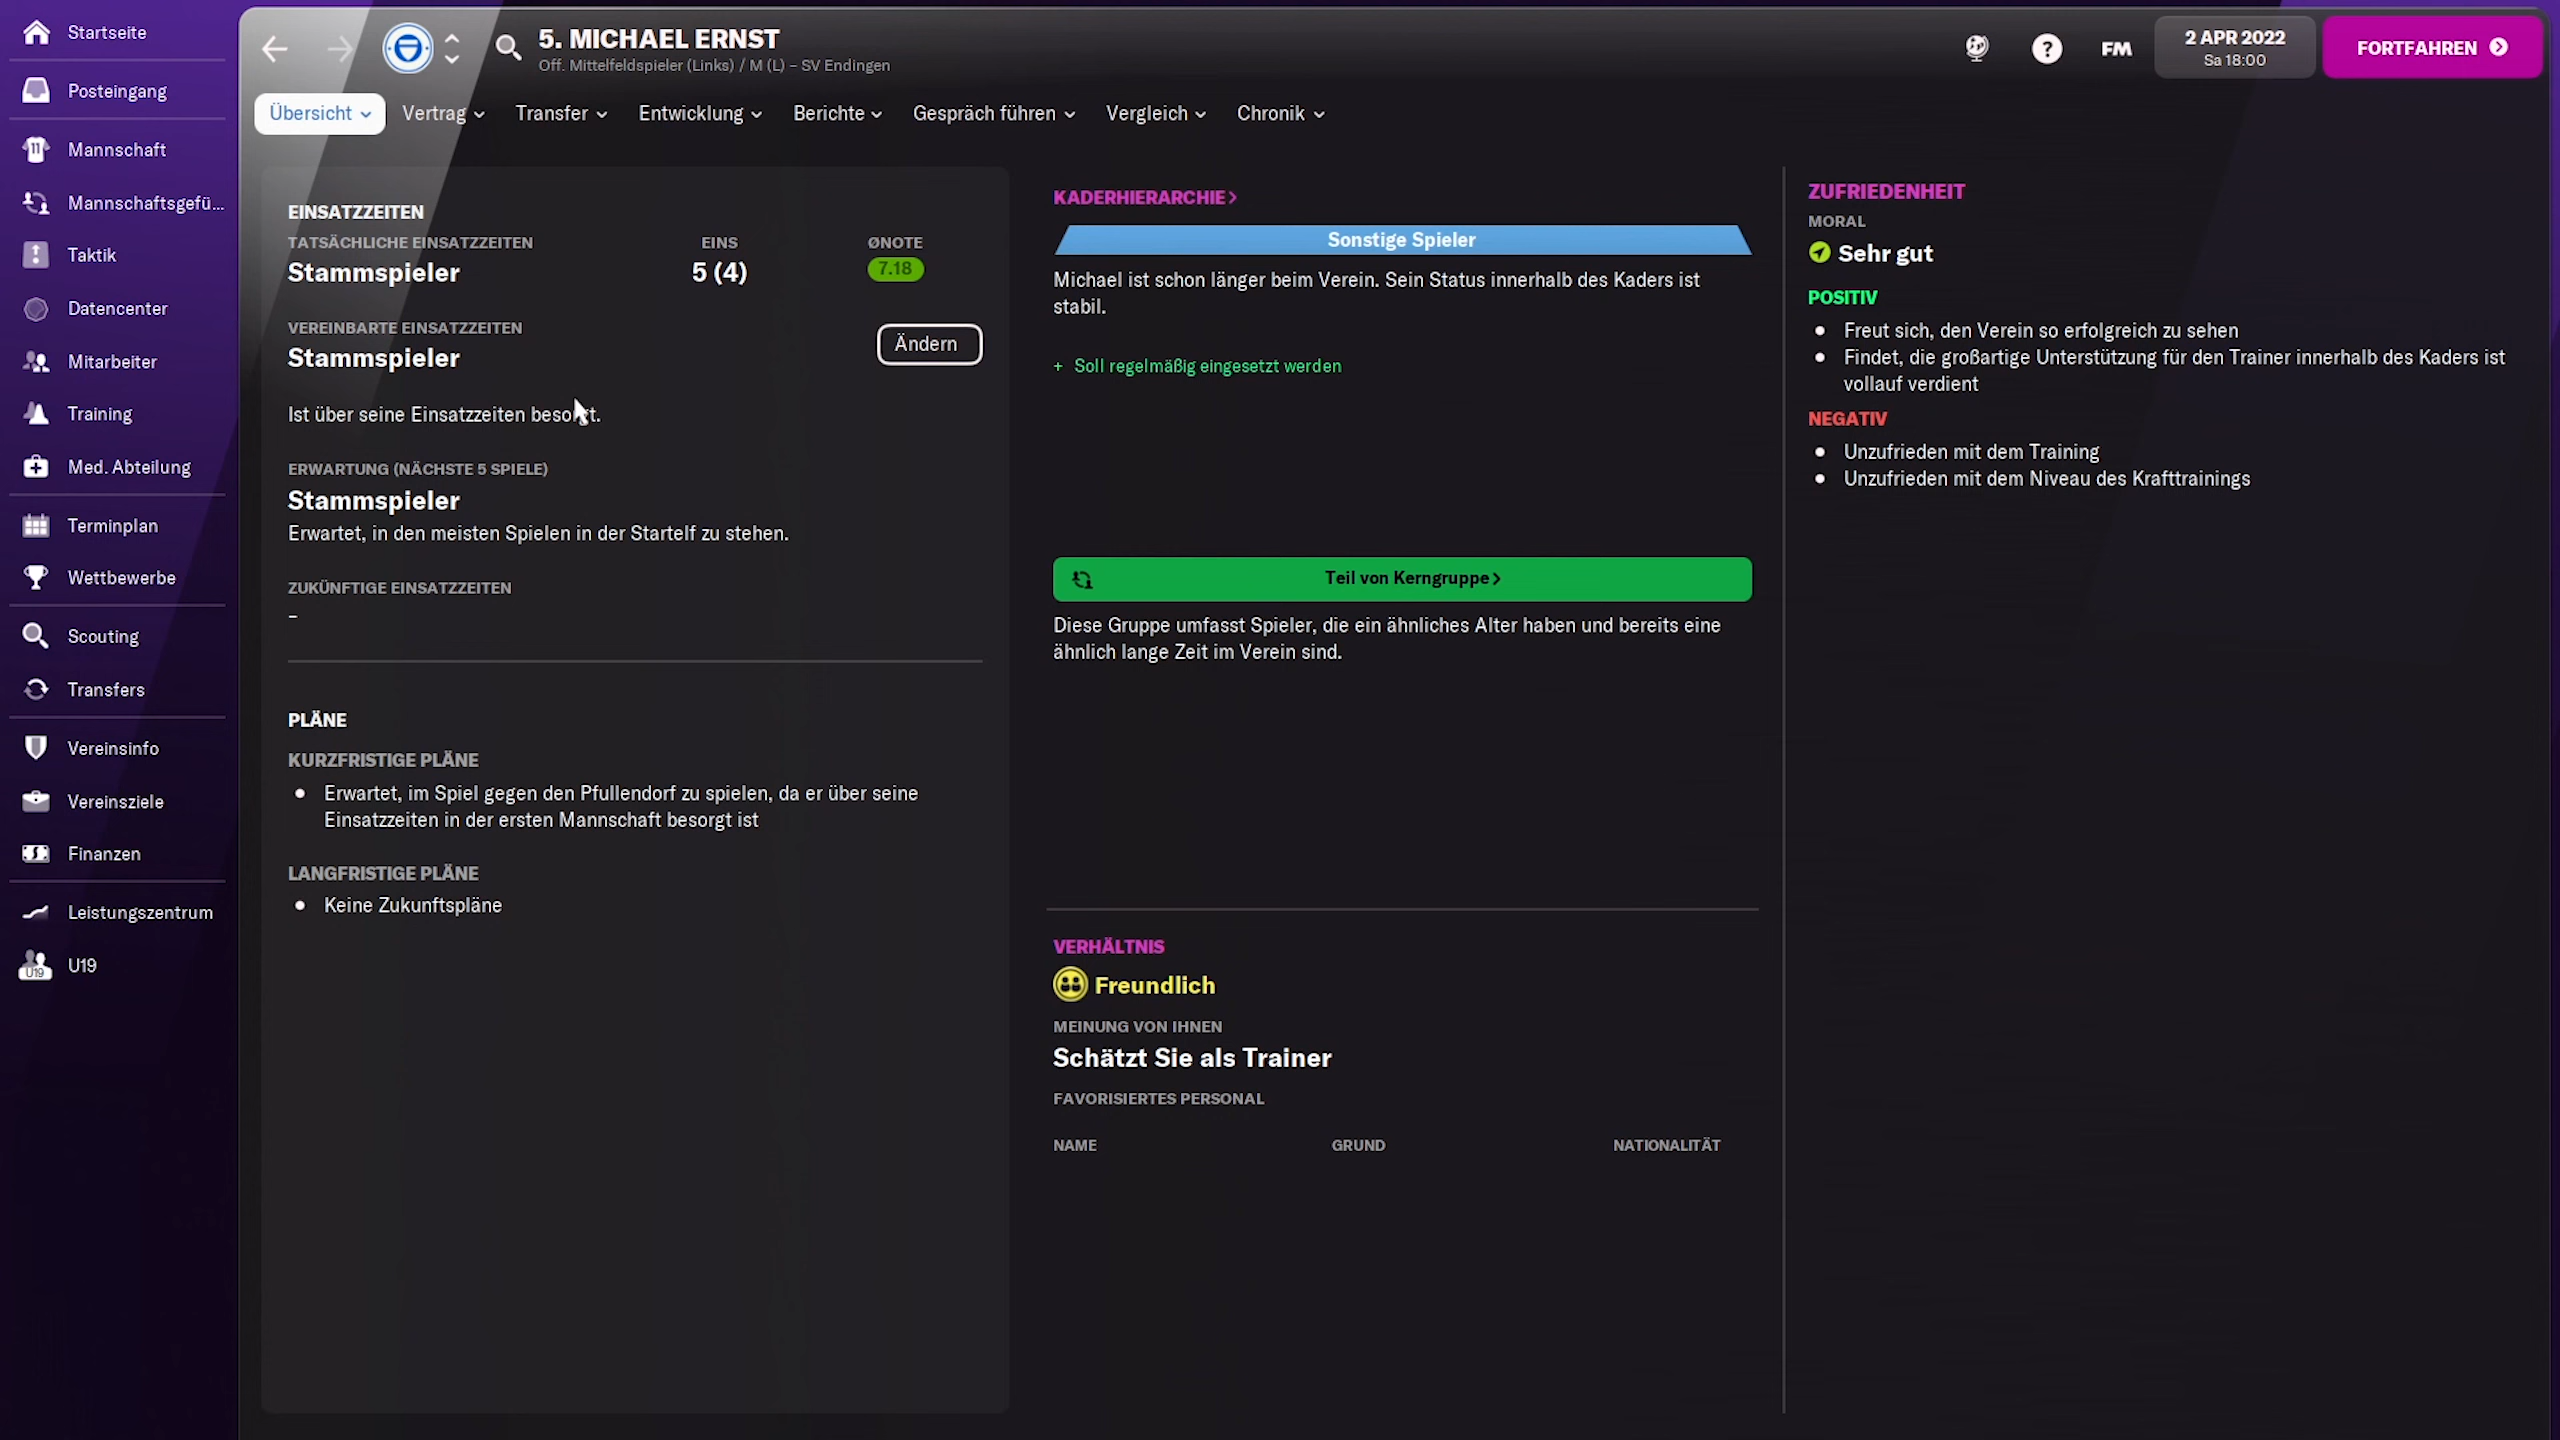 Startseite
Posteingang
Mannschaft
Mannschaftsgefü...
Taktik
Datencenter
Mitarbeiter
Training
Med. Abteilung
Terminplan
Wettbewerbe
Scouting
Transfers
Vereinsinfo
Vereinsziele
Finanzen
Leistungszentrum
U19
U19
11
5. MICHAEL ERNST
Off. Mittelfeldspieler (Links) / M (L) – SV Endingen
?
FM
2 APR 2022
Sa 18:00
FORTFAHREN
Übersicht
Vertrag
Transfer
Entwicklung
Berichte
Gespräch führen
Vergleich
Chronik
EINSATZZEITEN
TATSÄCHLICHE EINSATZZEITEN EINS ØNOTE
Stammspieler 5 (4) 7.18
VEREINBARTE EINSATZZEITEN
Stammspieler
Ändern
Ist über seine Einsatzzeiten besorgt.
ERWARTUNG (NÄCHSTE 5 SPIELE)
Stammspieler
Erwartet, in den meisten Spielen in der Startelf zu stehen.
ZUKÜNFTIGE EINSATZZEITEN
–
PLÄNE
KURZFRISTIGE PLÄNE
Erwartet, im Spiel gegen den Pfullendorf zu spielen, da er über seine
Einsatzzeiten in der ersten Mannschaft besorgt ist
LANGFRISTIGE PLÄNE
Keine Zukunftspläne
KADERHIERARCHIE
Sonstige Spieler
Michael ist schon länger beim Verein. Sein Status innerhalb des Kaders ist
stabil.
+ Soll regelmäßig eingesetzt werden
Teil von Kerngruppe
Diese Gruppe umfasst Spieler, die ein ähnliches Alter haben und bereits eine
ähnlich lange Zeit im Verein sind.
VERHÄLTNIS
Freundlich
MEINUNG VON IHNEN
Schätzt Sie als Trainer
FAVORISIERTES PERSONAL
NAME GRUND NATIONALITÄT
ZUFRIEDENHEIT
MORAL
Sehr gut
POSITIV
Freut sich, den Verein so erfolgreich zu sehen
Findet, die großartige Unterstützung für den Trainer innerhalb des Kaders ist
vollauf verdient
NEGATIV
Unzufrieden mit dem Training
Unzufrieden mit dem Niveau des Krafttrainings